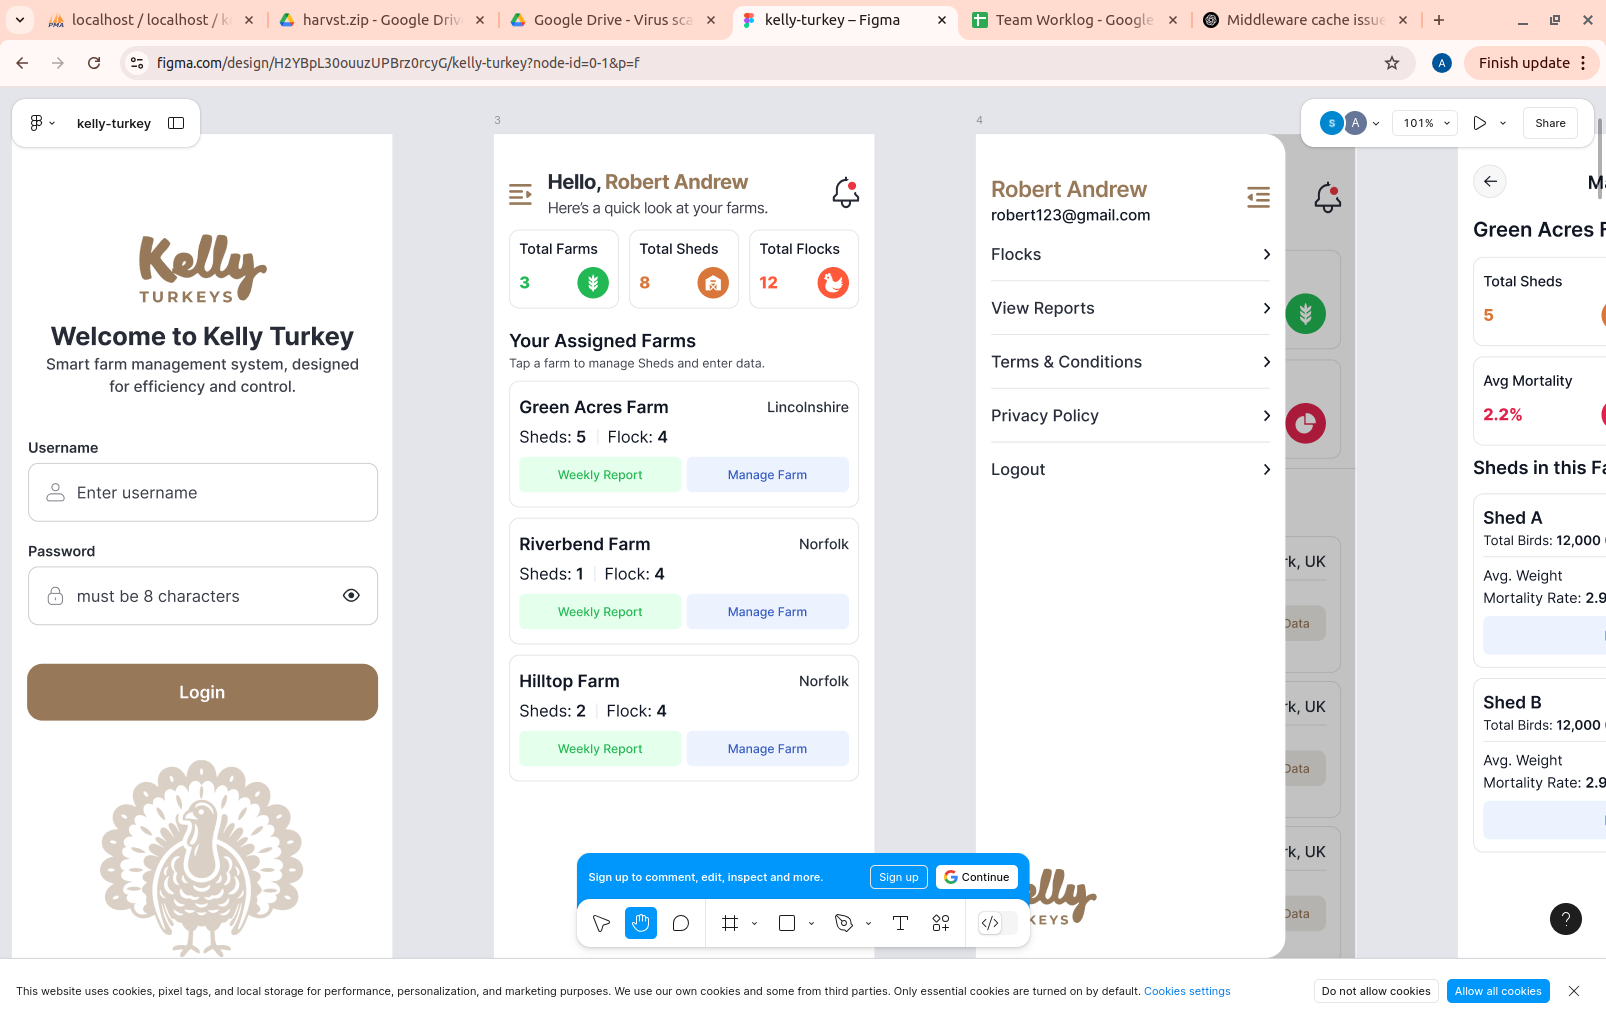 localhost / localhost / k
harvst.zip - Google Driv
Google Drive - Virus sca
kelly-turkey – Figma
Team Worklog - Google
Middleware cache issue
figma.com/design/H2YBpL30ouuzUPBrz0rcyG/kelly-turkey?node-id=0-1&p=f
A
Finish update
kelly-turkey
S
A
101%
Share
Kelly
TURKEYS
Welcome to Kelly Turkey
Smart farm management system, designed
for efficiency and control.
Username
Enter username
Password
must be 8 characters
Login
3
Hello, Robert Andrew
Here's a quick look at your farms.
Total Farms
3
Total Sheds
8
Total Flocks
12
Your Assigned Farms
Tap a farm to manage Sheds and enter data.
Green Acres Farm
Lincolnshire
Sheds: 5
Flock: 4
Weekly Report
Manage Farm
Riverbend Farm
Norfolk
Sheds: 1
Flock: 4
Weekly Report
Manage Farm
Hilltop Farm
Norfolk
Sheds: 2
Flock: 4
Weekly Report
Manage Farm
4
Robert Andrew
robert123@gmail.com
Flocks
View Reports
Terms & Conditions
Privacy Policy
Logout
elly
KEYS
rk, UK
Data
rk, UK
Data
rk, UK
Data
Green Acres F
Total Sheds
5
Avg Mortality
2.2%
Sheds in this Fa
Shed A
Total Birds: 12,000
Avg. Weight
Mortality Rate: 2.9
Shed B
Total Birds: 12,000
Avg. Weight
Mortality Rate: 2.9
Sign up to comment, edit, inspect and more.
Sign up
Continue
?
This website uses cookies, pixel tags, and local storage for performance, personalization, and marketing purposes. We use our own cookies and some from third parties. Only essential cookies are turned on by default. Cookies settings
Do not allow cookies
Allow all cookies